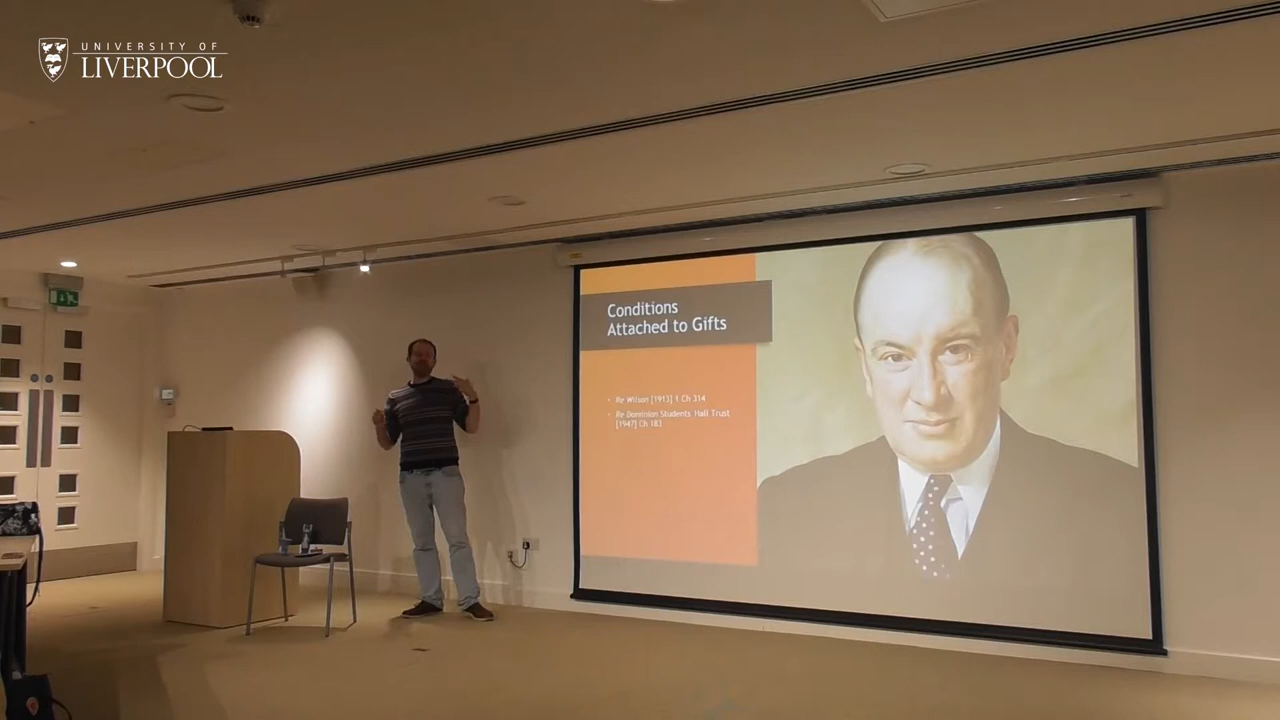 UNIVERSITY OF
LIVERPOOL
Conditions
Attached to Gifts
• Re Wilson [1913] 1 Ch 314
• Re Dominion Students Hall Trust
[1947] Ch 183